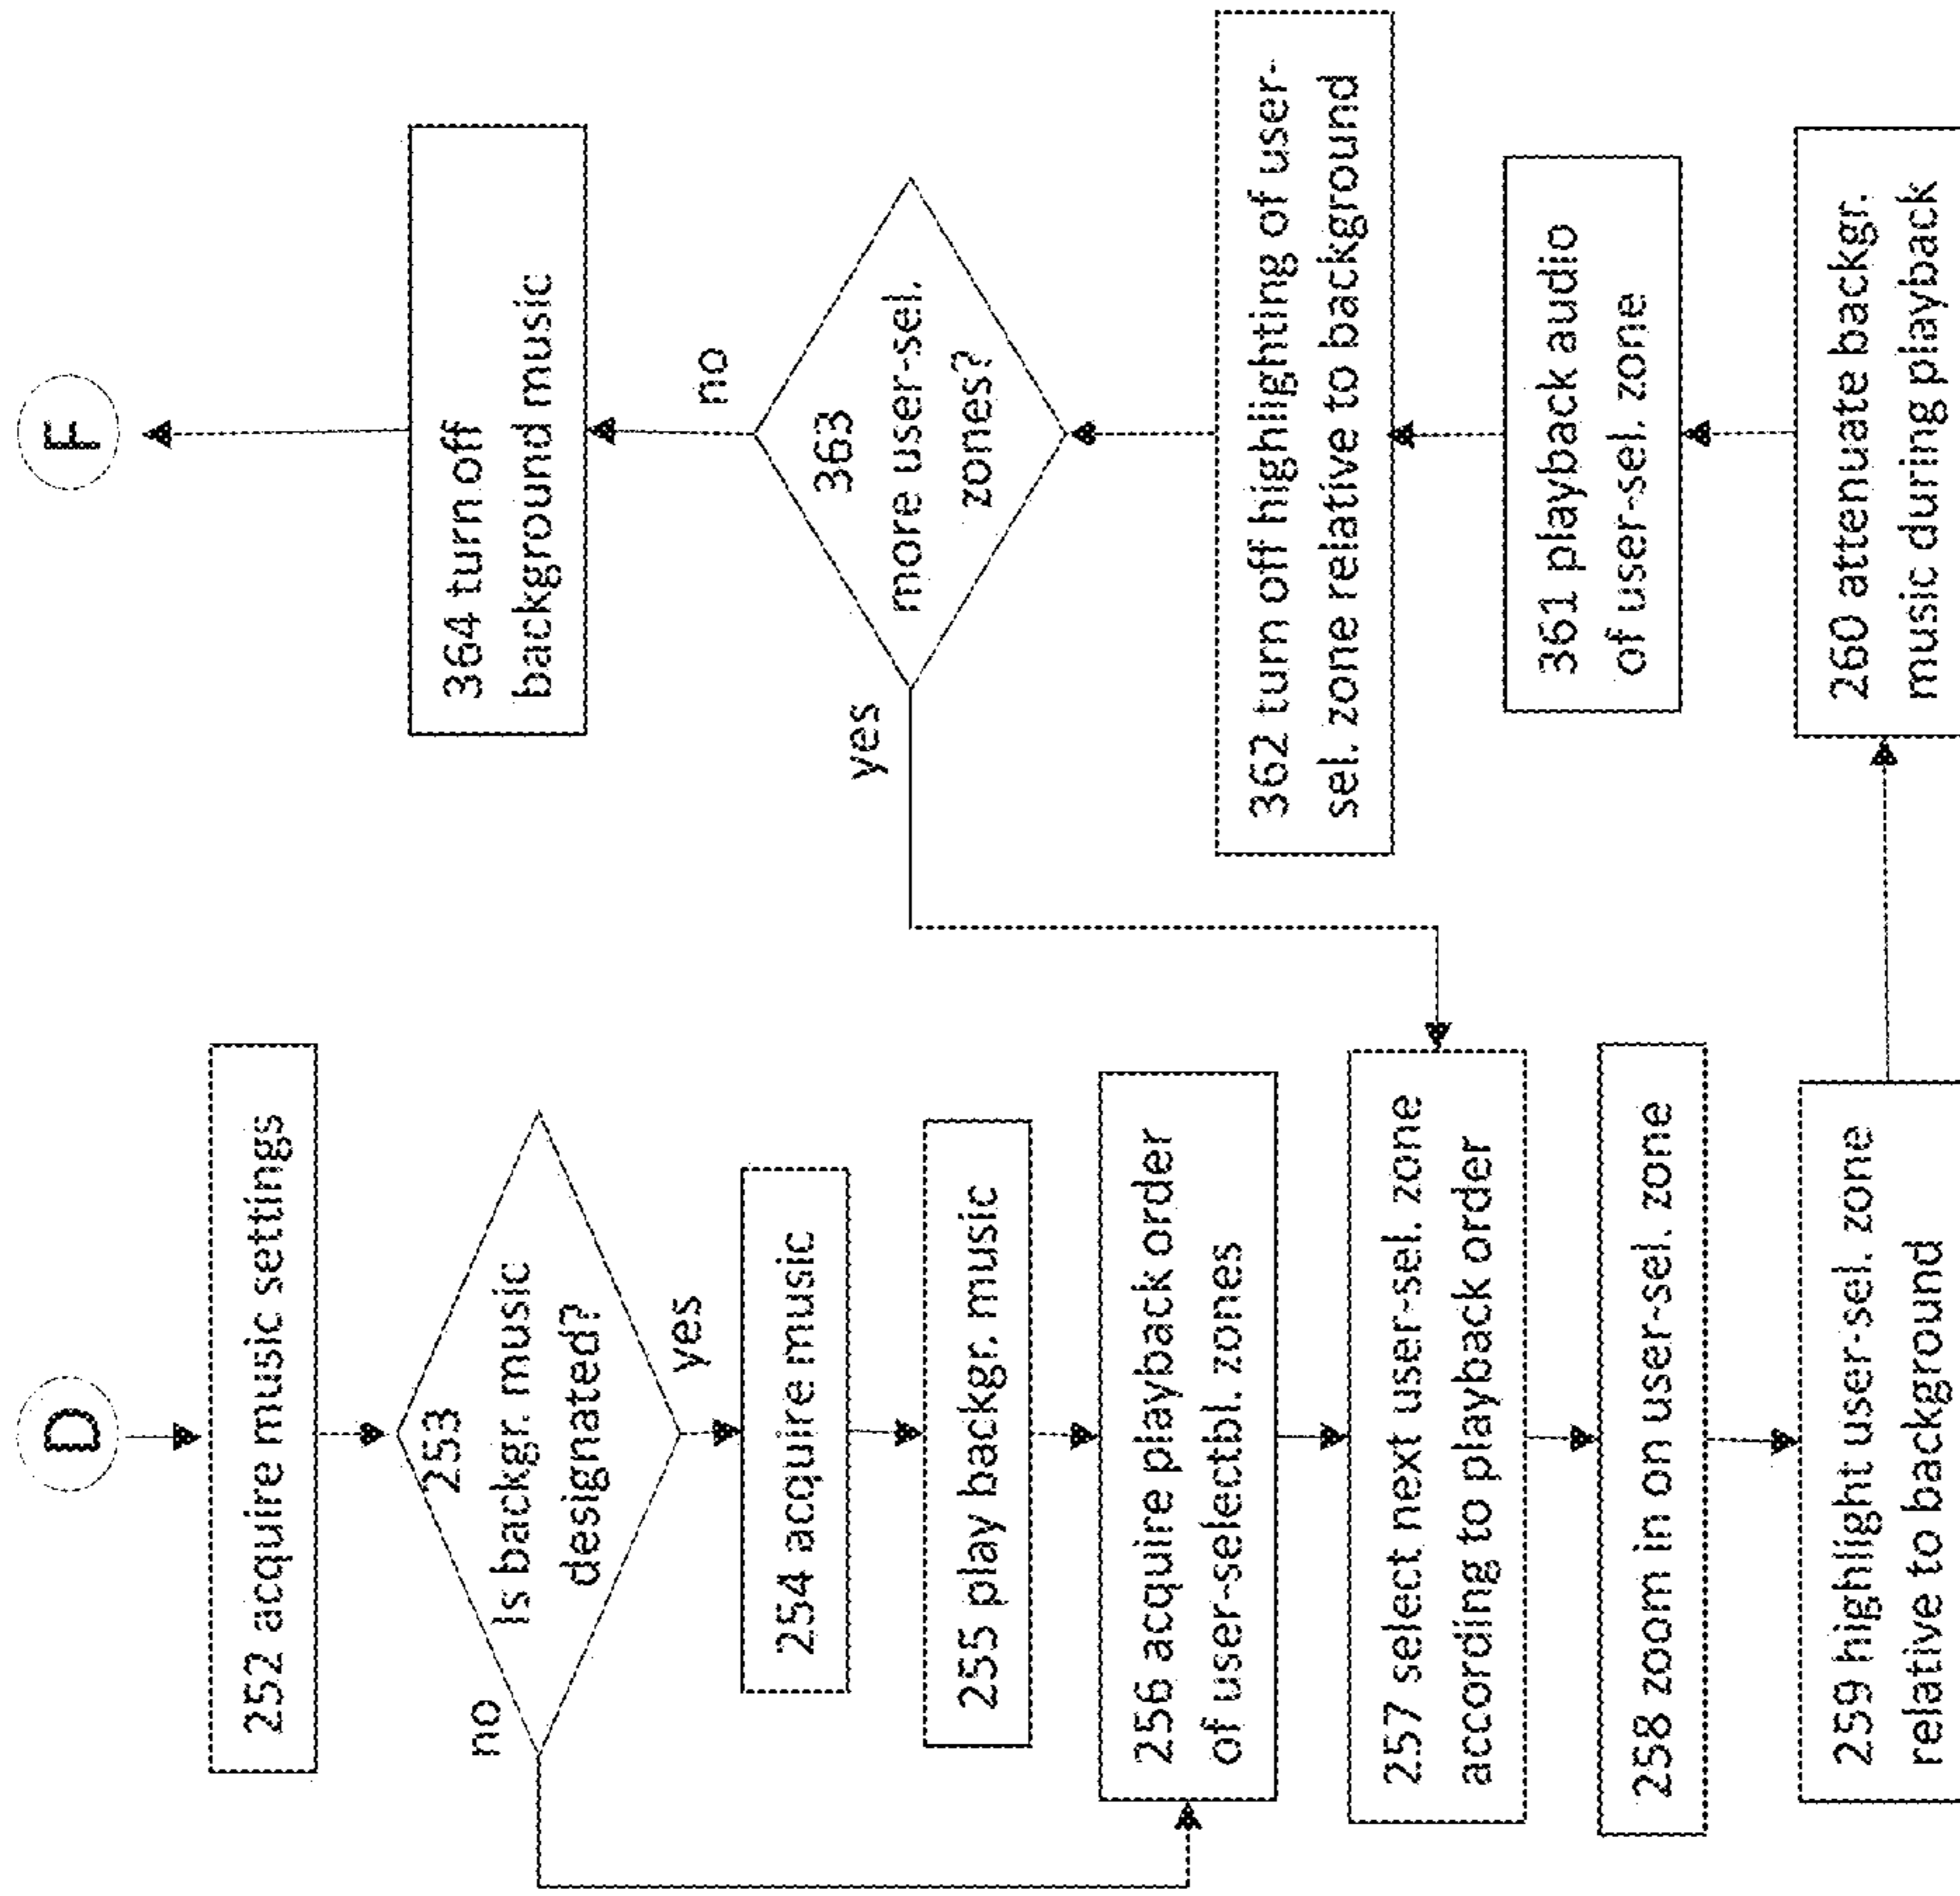 D
252 acquire music settings
253
Is backgr. music
designated?
no
yes
254 acquire music
255 play backgr. music
256 acquire playback order
of user-selectbl. zones
257 select next user-sel. zone
according to playback order
258 zoom in on user-sel. zone
259 highlight user-sel. zone
relative to background
260 attenuate backgr.
music during playback
361 playback audio
of user-sel. zone
362 turn off highlighting of user-
sel. zone relative to background
363
more user-sel.
zones?
yes
no
364 turn off
background music
F